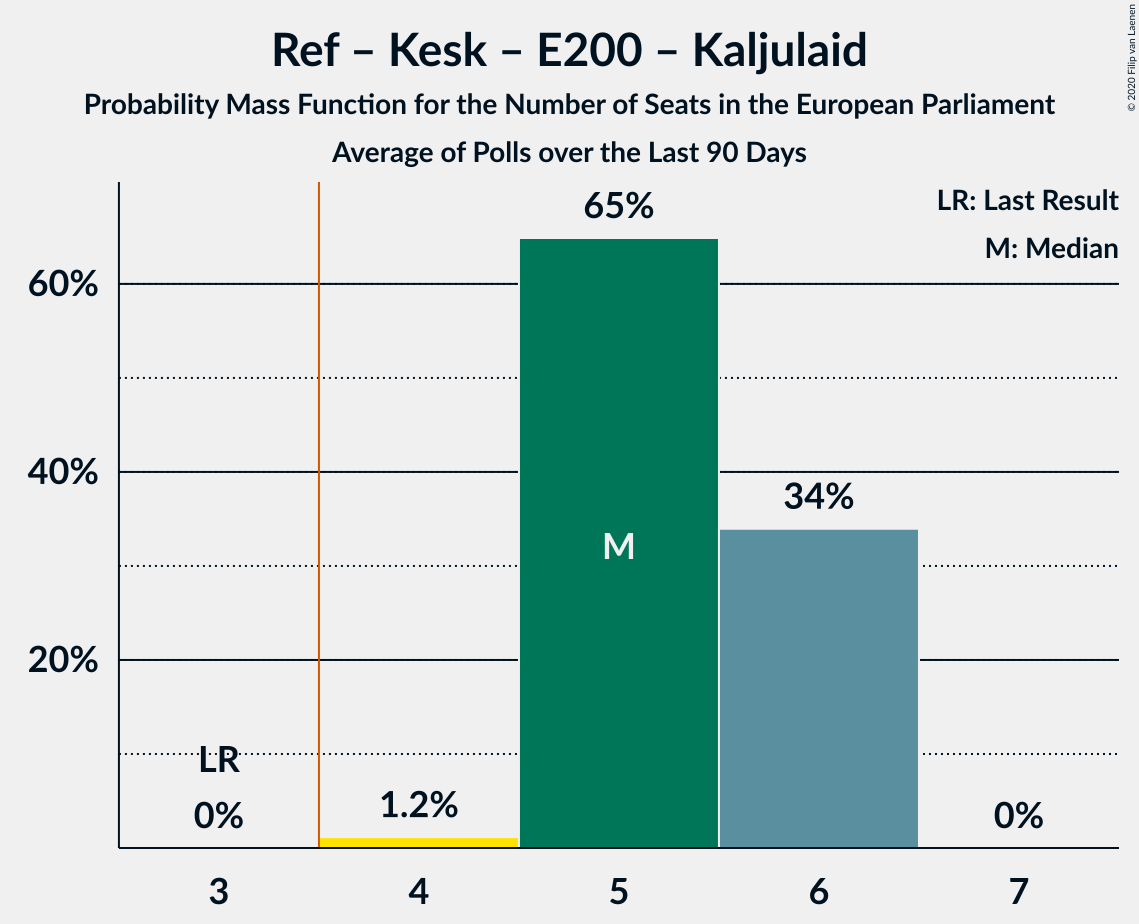 Ref – Kesk – E200 – Kaljulaid
Probability Mass Function for the Number of Seats in the European Parliament
Average of Polls over the Last 90 Days
© 2020 Filip van Laenen
LR: Last Result
M: Median
65%
60%
40%
34%
M
20%
LR
0%
1.2%
0%
3
4
5
6
7